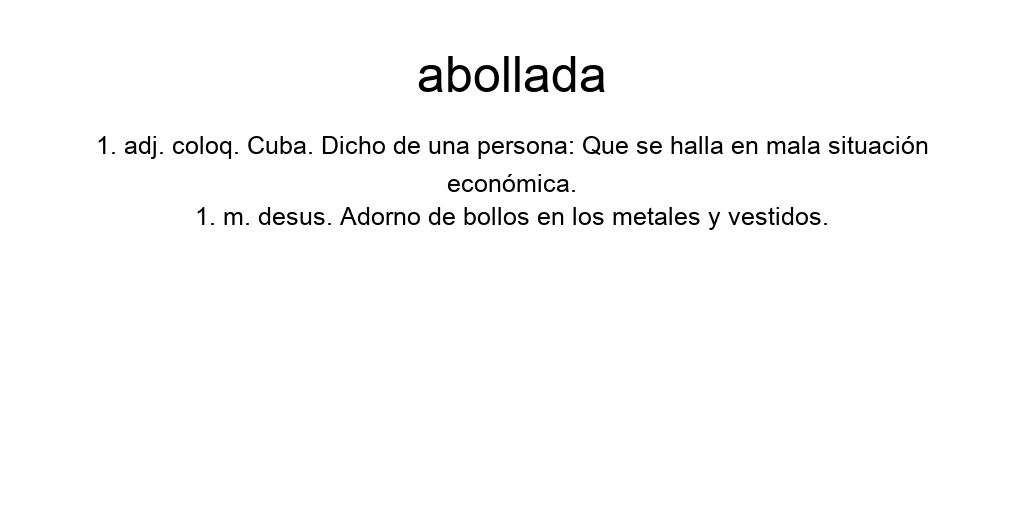 abollada
1. adj. coloq. Cuba. Dicho de una persona: Que se halla en mala situación
económica.
1. m. desus. Adorno de bollos en los metales y vestidos.